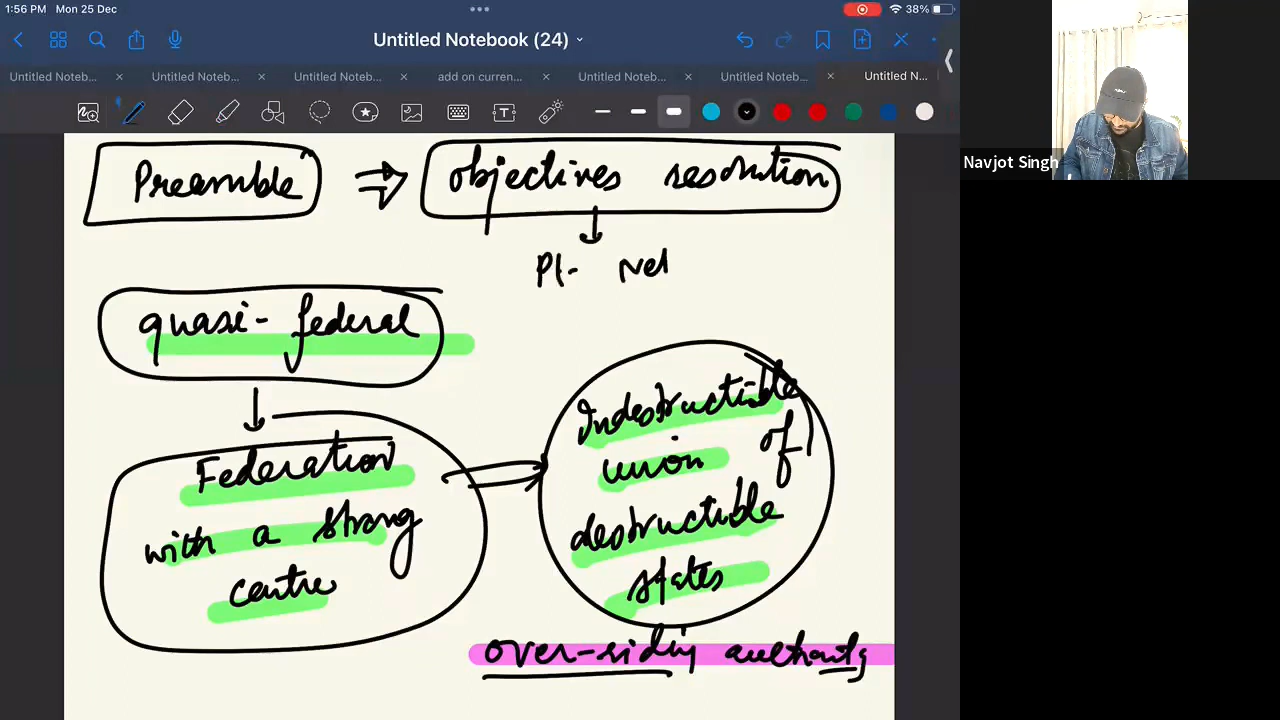 1:56 PM Mon 25 Dec
38%
Untitled Notebook (24)
Untitled Noteb...
Untitled Noteb...
Untitled Noteb...
add on curren...
Untitled Noteb...
Untitled Noteb...
Untitled N...
Navjot Singh
Preamble
objectives resolution
Pt. Neh
quasi-federal
Federation
with a strong
centre
Indestructible
union of
destructible
states
over-riding authority